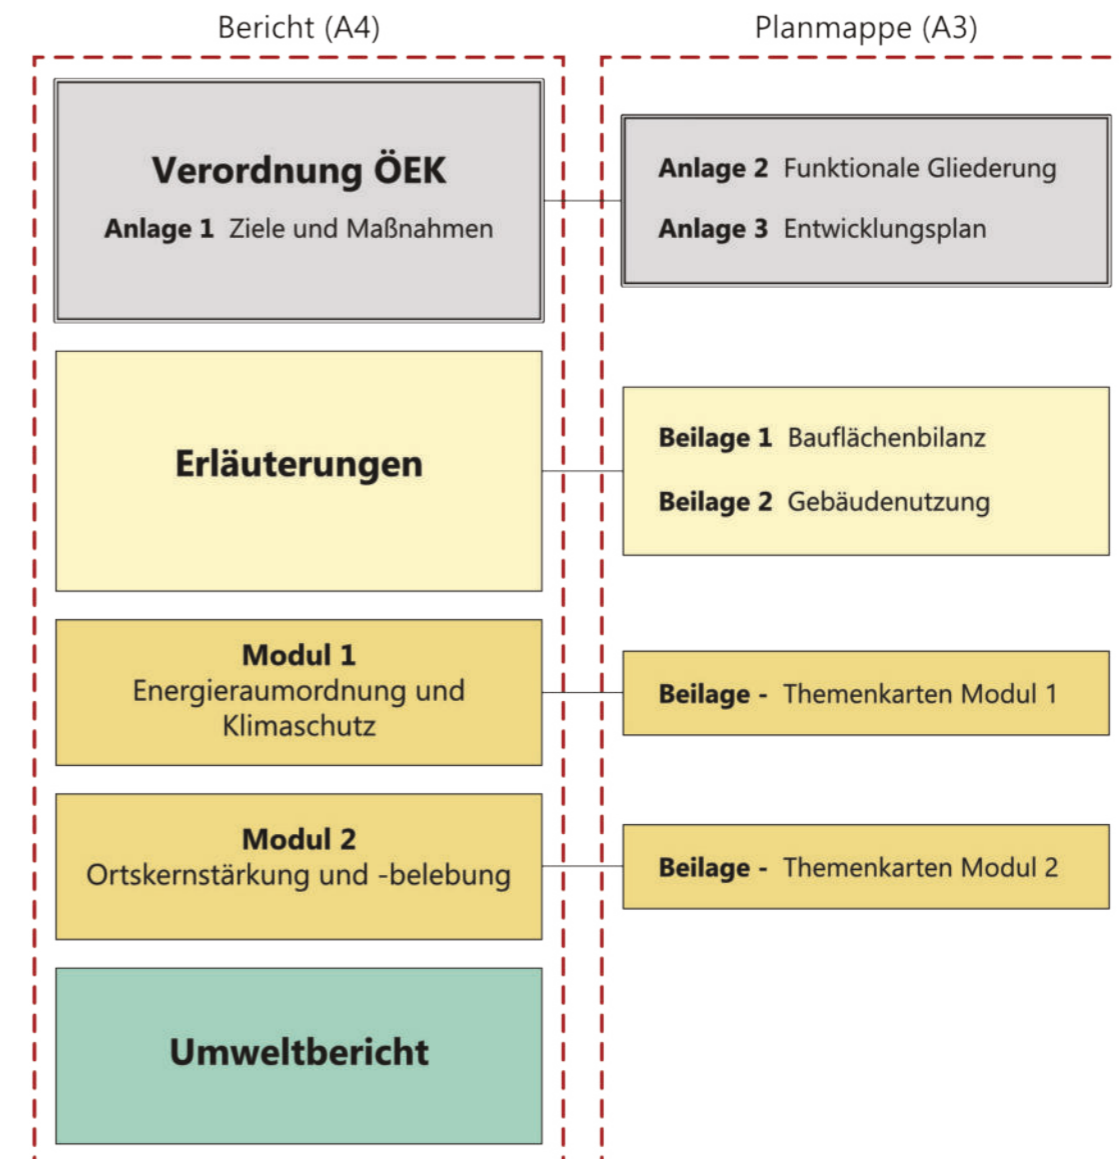 Bericht (A4)
Verordnung ÖEK
Anlage 1 Ziele und Maßnahmen
Erläuterungen
Modul 1
Energieraumordnung und
Klimaschutz
Modul 2
Ortskernstärkung und -belebung
Umweltbericht
Planmappe (A3)
Anlage 2 Funktionale Gliederung
Anlage 3 Entwicklungsplan
Beilage 1 Bauflächenbilanz
Beilage 2 Gebäudenutzung
Beilage - Themenkarten Modul 1
Beilage - Themenkarten Modul 2